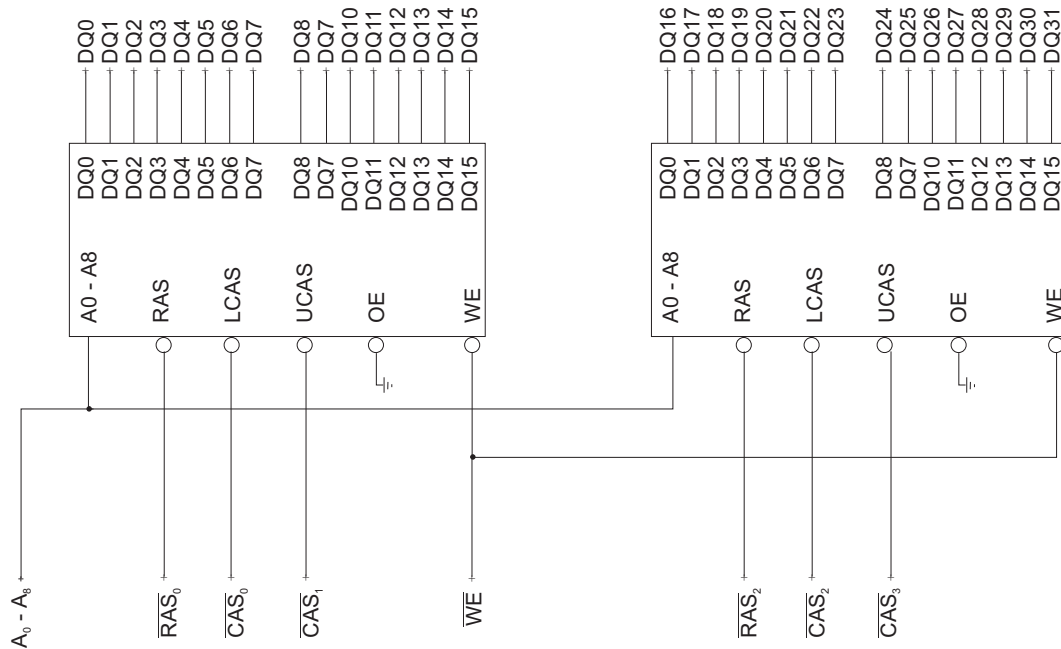 A₀ - A₈
RAS₀
CAS₀
CAS₁
WE
A0 - A8
RAS
LCAS
UCAS
OE
WE
DQ0
DQ1
DQ2
DQ3
DQ4
DQ5
DQ6
DQ7
DQ8
DQ7
DQ10
DQ11
DQ12
DQ13
DQ14
DQ15
DQ0
DQ1
DQ2
DQ3
DQ4
DQ5
DQ6
DQ7
DQ8
DQ7
DQ10
DQ11
DQ12
DQ13
DQ14
DQ15
RAS₂
CAS₂
CAS₃
A0 - A8
RAS
LCAS
UCAS
OE
WE
DQ0
DQ1
DQ2
DQ3
DQ4
DQ5
DQ6
DQ7
DQ8
DQ7
DQ10
DQ11
DQ12
DQ13
DQ14
DQ15
DQ16
DQ17
DQ18
DQ19
DQ20
DQ21
DQ22
DQ23
DQ24
DQ25
DQ26
DQ27
DQ28
DQ29
DQ30
DQ31